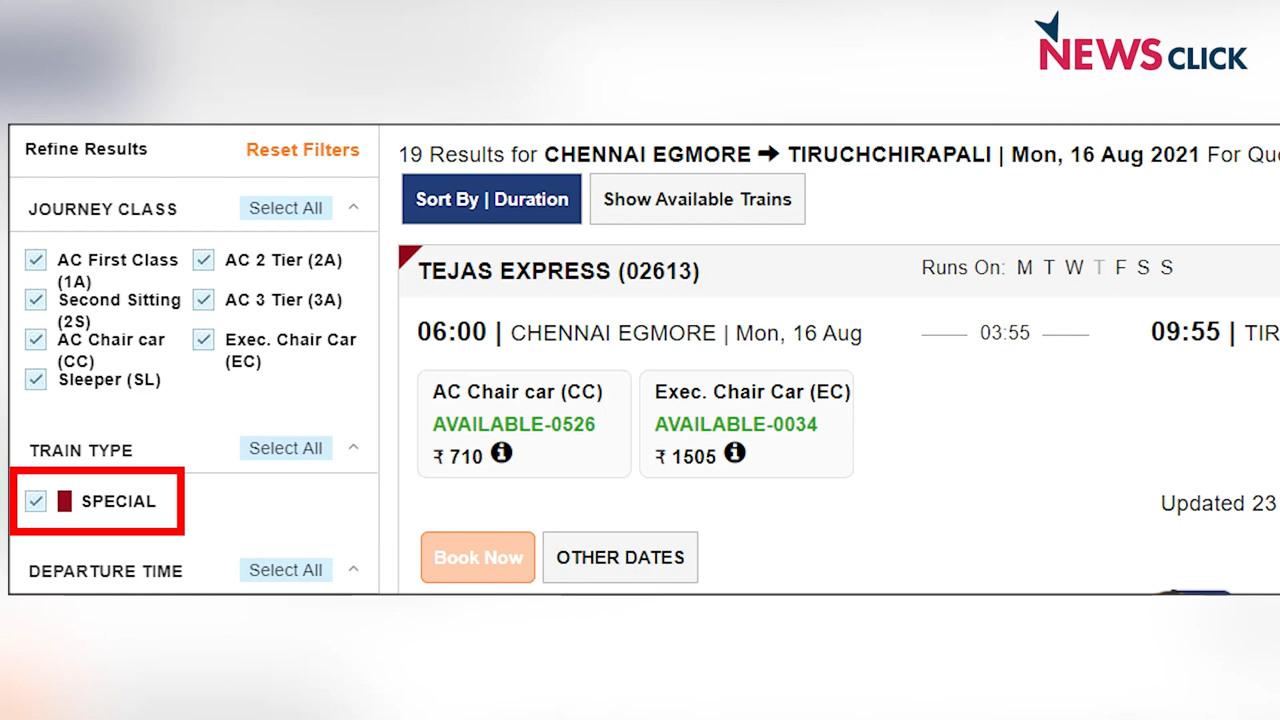 NEWS CLICK
Refine Results
Reset Filters
JOURNEY CLASS
Select All
AC First Class (1A)
AC 2 Tier (2A)
Second Sitting (2S)
AC 3 Tier (3A)
AC Chair car (CC)
Exec. Chair Car (EC)
Sleeper (SL)
TRAIN TYPE
Select All
SPECIAL
DEPARTURE TIME
Select All
19 Results for CHENNAI EGMORE ➔ TIRUCHCHIRAPALI | Mon, 16 Aug 2021 For
Sort By | Duration
Show Available Trains
TEJAS EXPRESS (02613)
Runs On: M T W T F S S
06:00 | CHENNAI EGMORE | Mon, 16 Aug
03:55
09:55 | TIR
AC Chair car (CC)
AVAILABLE-0526
₹ 710
Exec. Chair Car (EC)
AVAILABLE-0034
₹ 1505
Updated 23
Book Now
OTHER DATES